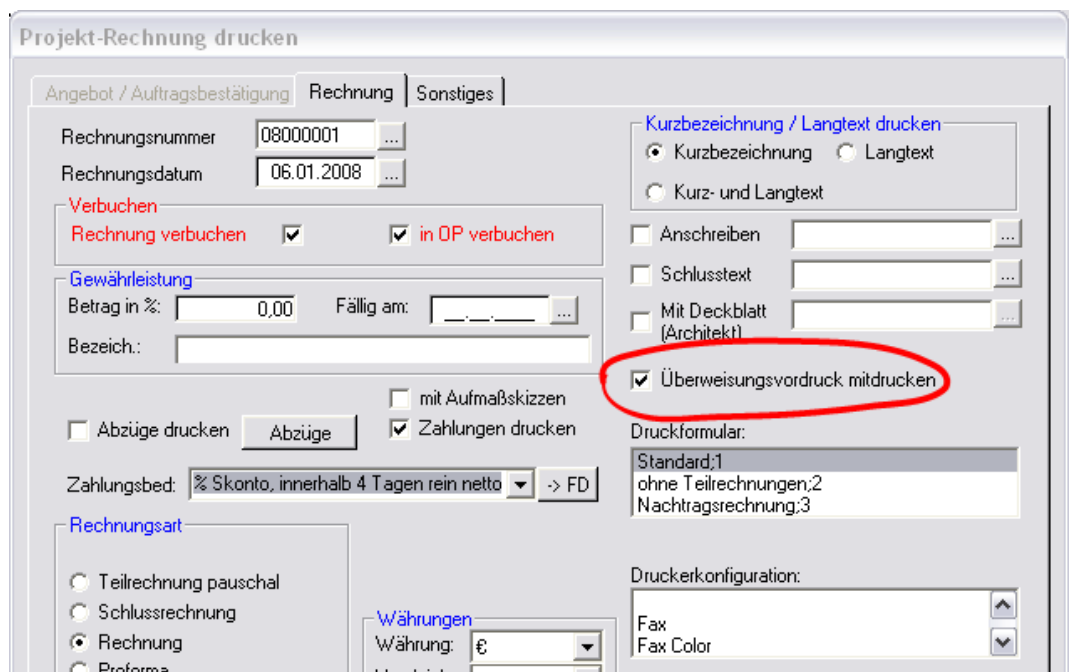 Projekt-Rechnung drucken
Angebot / Auftragsbestätigung Rechnung Sonstiges
Rechnungsnummer 08000001 ...
Rechnungsdatum 06.01.2008 ...
Verbuchen
Rechnung verbuchen in OP verbuchen
Gewährleistung
Betrag in %: 0,00 Fällig am: __.__.____ ...
Bezeich.:
mit Aufmaßskizzen
Abzüge drucken Abzüge Zahlungen drucken
Zahlungsbed: % Skonto, innerhalb 4 Tagen rein netto -> FD
Rechnungsart
Teilrechnung pauschal
Schlussrechnung
Rechnung
Proforma
Währungen
Währung: €
Kurzbezeichnung / Langtext drucken
Kurzbezeichnung Langtext
Kurz- und Langtext
Anschreiben ...
Schlusstext ...
Mit Deckblatt
(Architekt) ...
Überweisungsvordruck mitdrucken
Druckformular:
Standard;1
ohne Teilrechnungen;2
Nachtragsrechnung;3
Druckerkonfiguration:
Fax
Fax Color